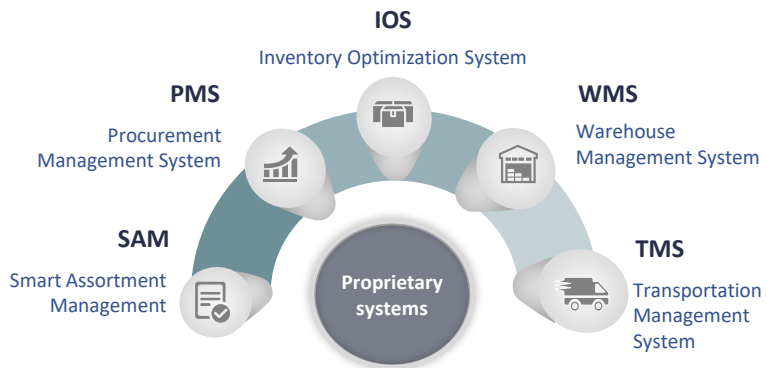 IOS
Inventory Optimization System
PMS
Procurement
Management System
WMS
Warehouse
Management System
SAM
Smart Assortment
Management
Proprietary
systems
TMS
Transportation
Management
System